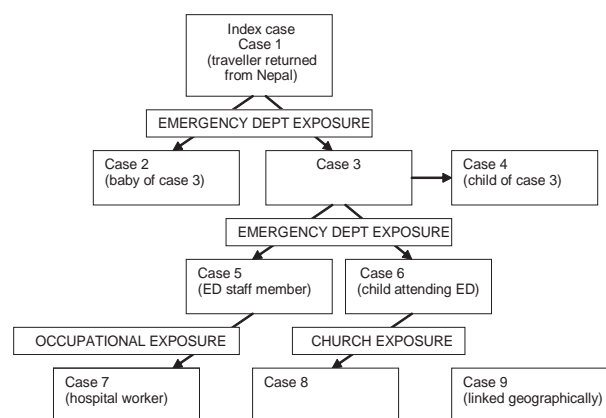 Index case
Case 1
(traveller returned
from Nepal)
EMERGENCY DEPT EXPOSURE
Case 2
(baby of case 3)
Case 3
Case 4
(child of case 3)
EMERGENCY DEPT EXPOSURE
Case 5
(ED staff member)
Case 6
(child attending ED)
OCCUPATIONAL EXPOSURE
CHURCH EXPOSURE
Case 7
(hospital worker)
Case 8
Case 9
(linked geographically)